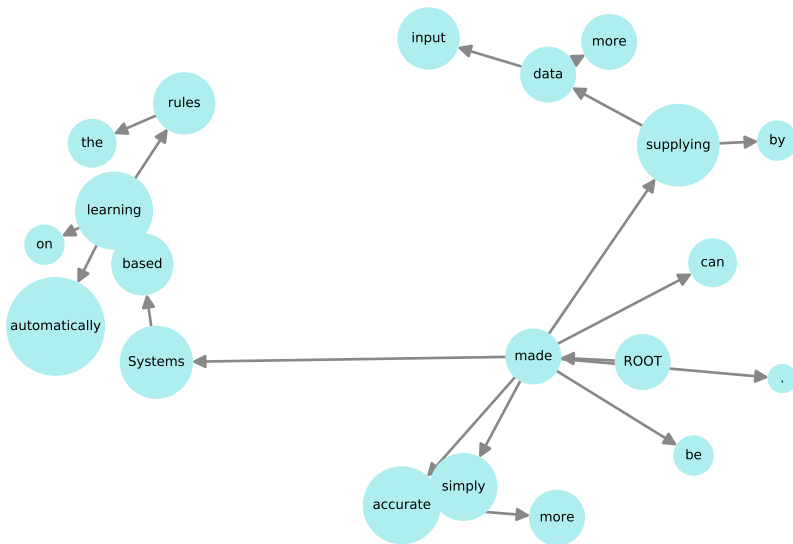 input
more
data
rules
by
the
supplying
learning
on
based
can
automatically
Systems
made
ROOT
.
be
simply
accurate
more